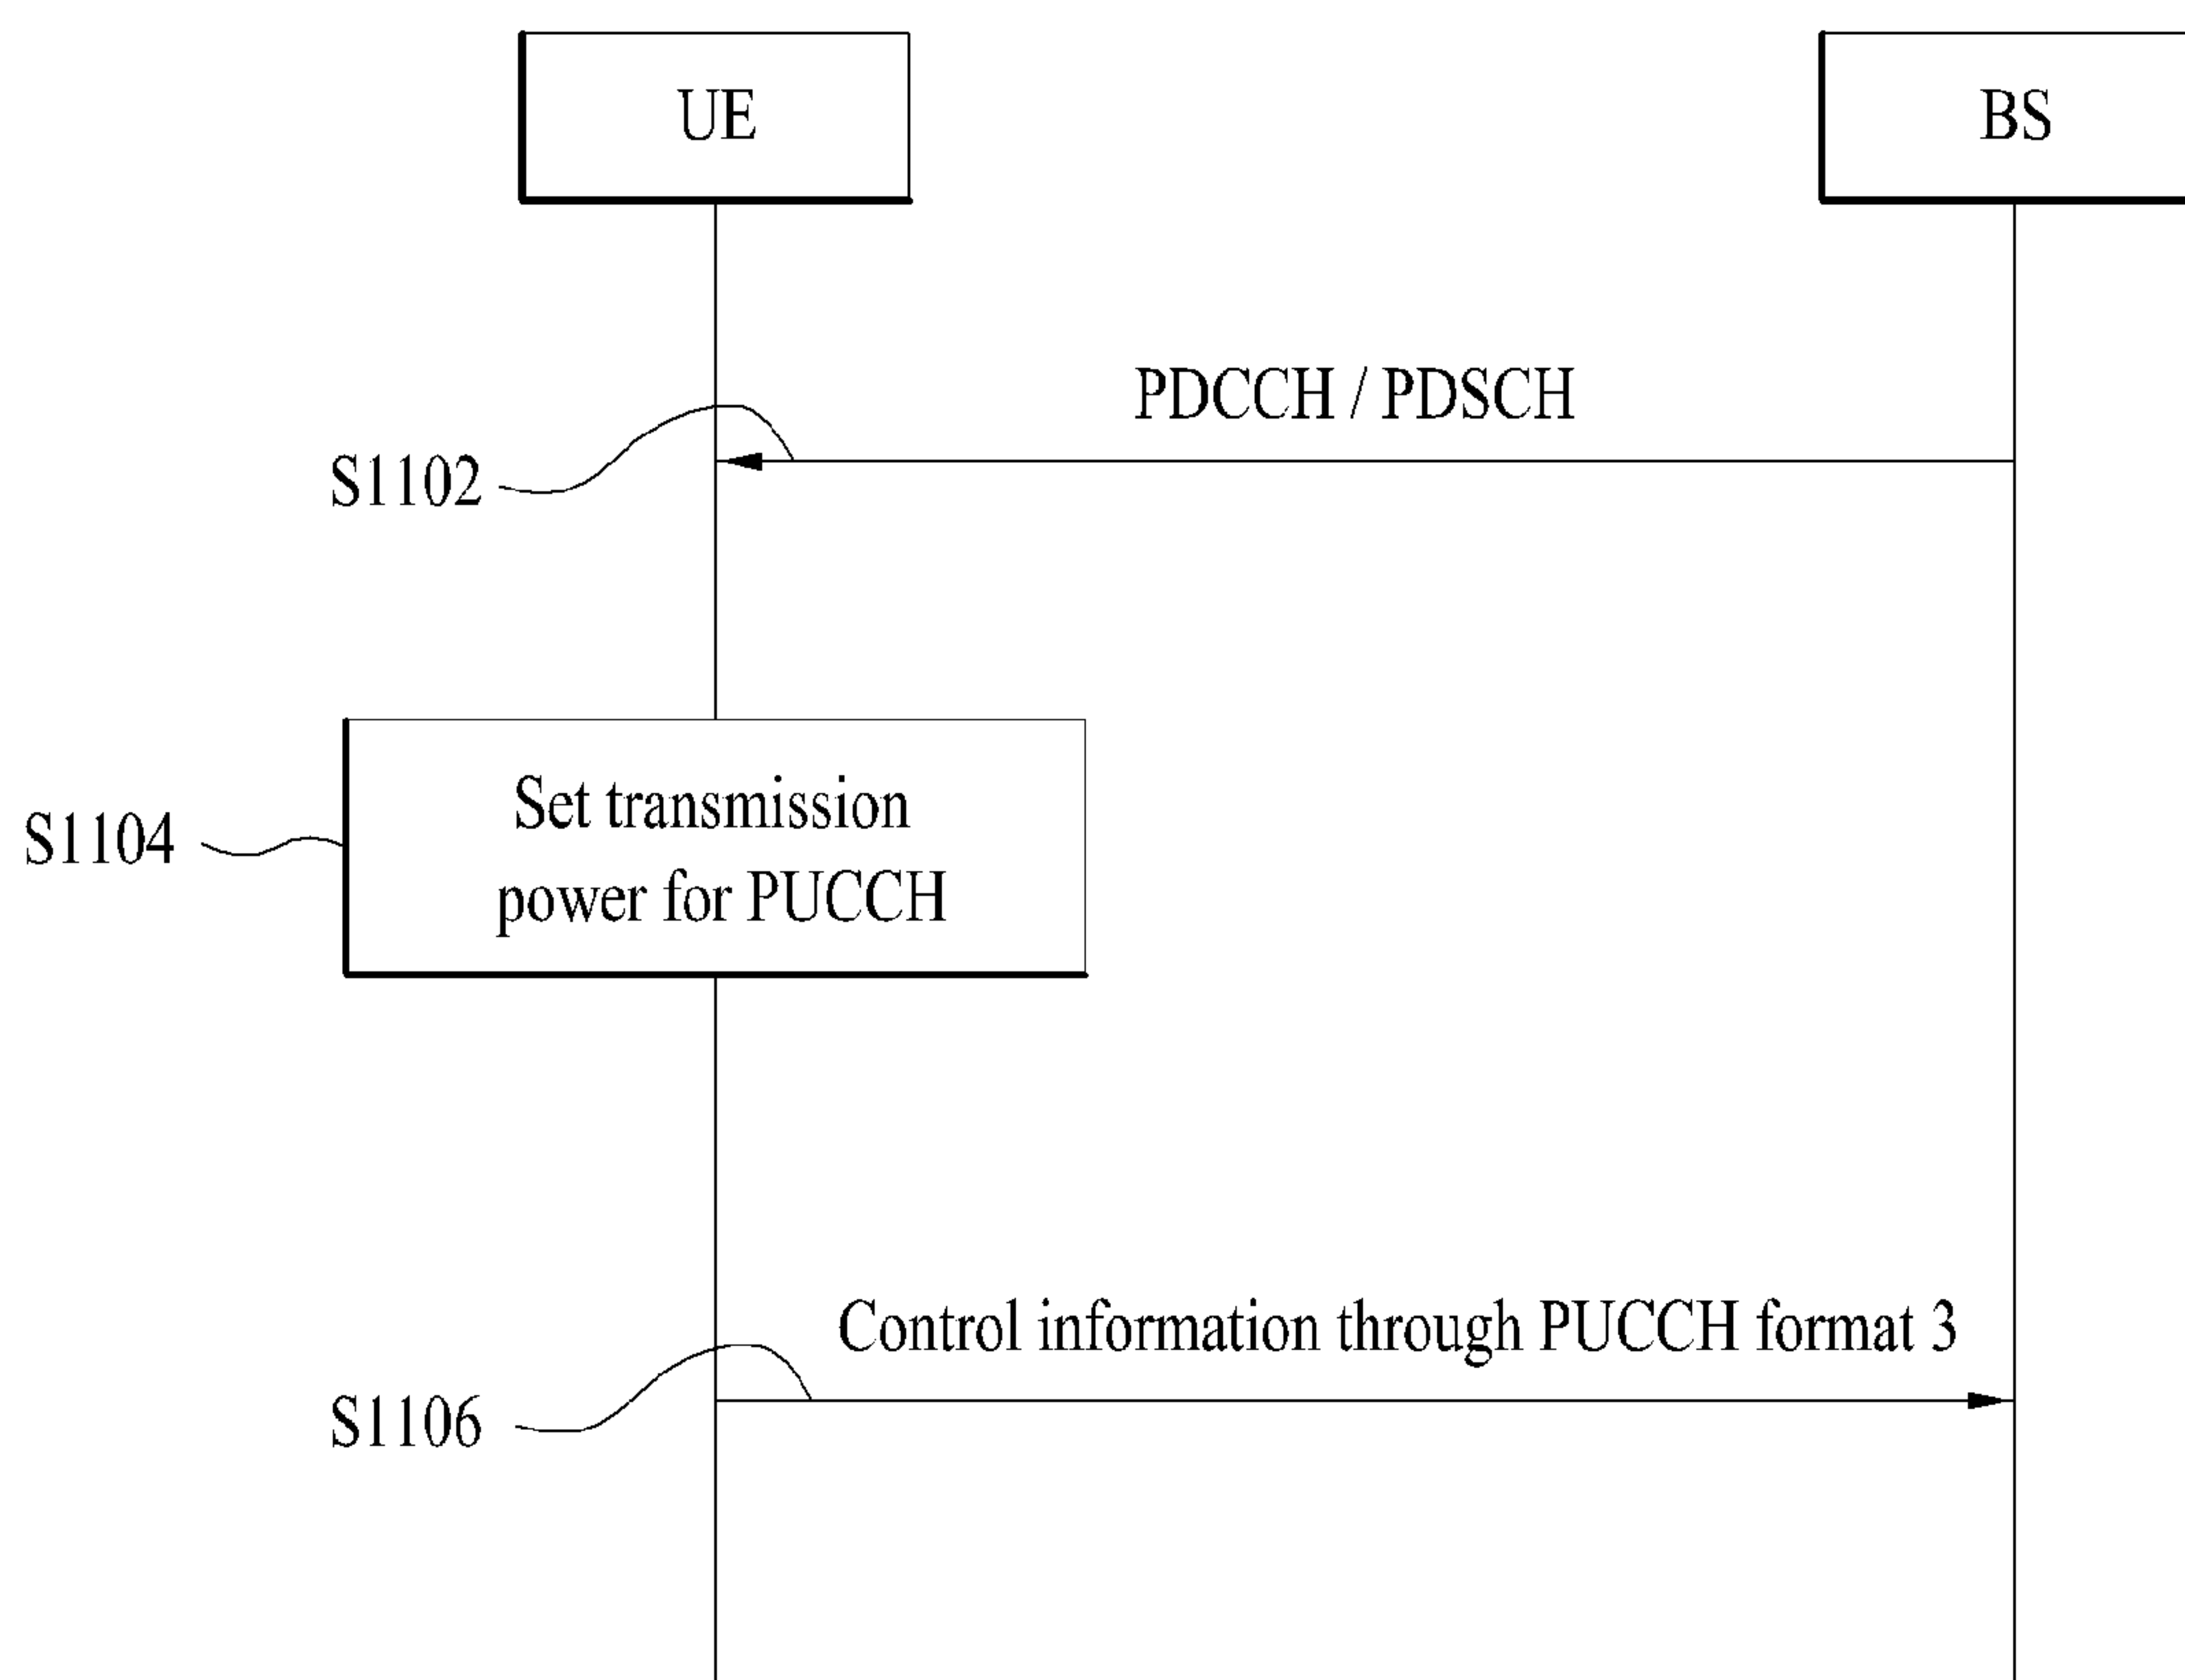 UE
BS
PDCCH / PDSCH
S1102
Set transmission
S1104
power for PUCCH
Control information through PUCCH format 3
S1106